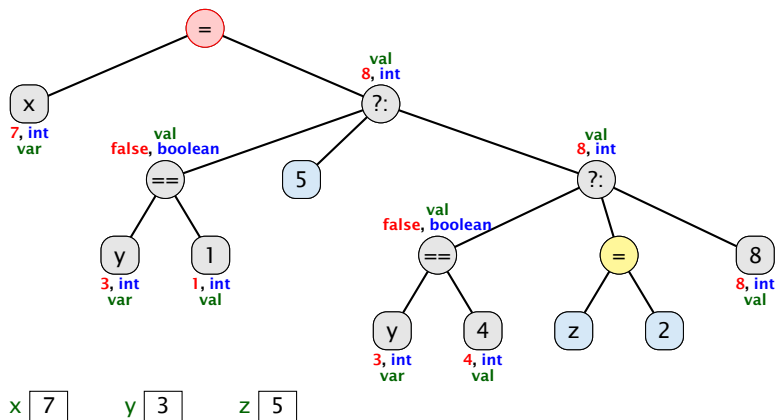 =
val
8, int
x
?:
7, int
var
val
false, boolean
val
8, int
==
5
?:
val
false, boolean
y
1
==
=
8
3, int
var
1, int
val
8, int
val
y
4
z
2
3, int
var
4, int
val
x 7 y 3 z 5